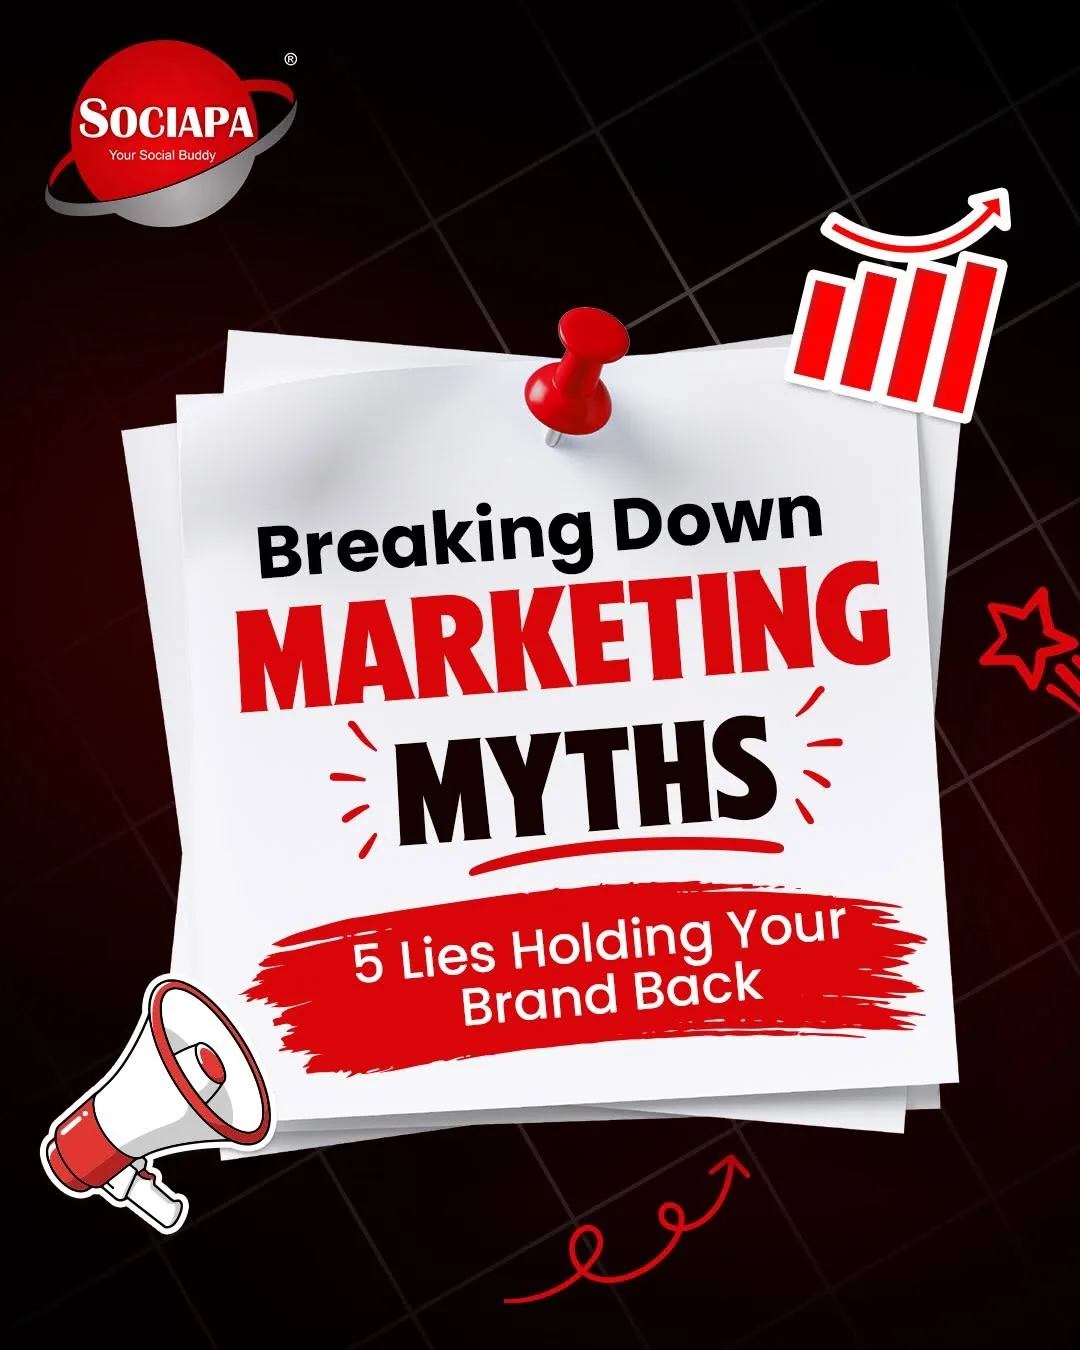 SOCIAPA
®
Your Social Buddy
Breaking Down
MARKETING
MYTHS
5 Lies Holding Your
Brand Back